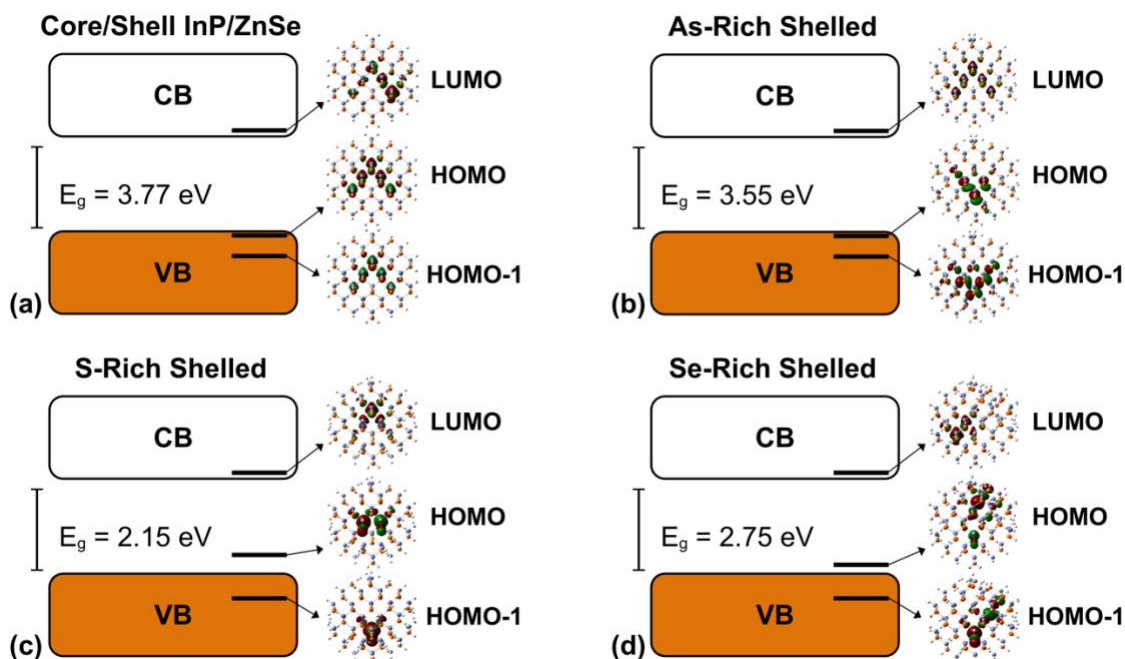 Core/Shell InP/ZnSe
CB
LUMO
HOMO
E_g = 3.77 eV
VB
HOMO-1
(a)
As-Rich Shelled
CB
LUMO
HOMO
E_g = 3.55 eV
VB
HOMO-1
(b)
S-Rich Shelled
CB
LUMO
HOMO
E_g = 2.15 eV
VB
HOMO-1
(c)
Se-Rich Shelled
CB
LUMO
HOMO
E_g = 2.75 eV
VB
HOMO-1
(d)